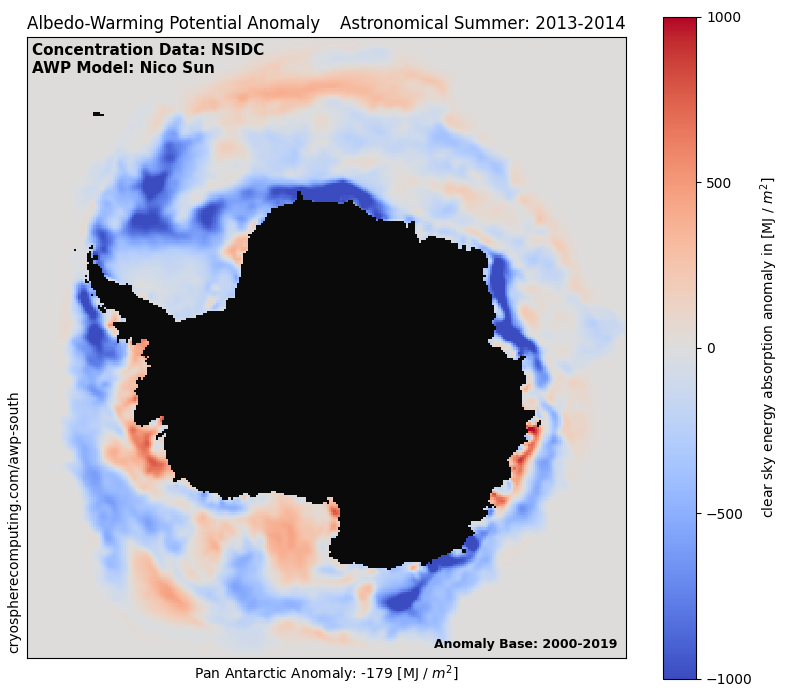 Albedo-Warming Potential Anomaly Astronomical Summer: 2013-2014
Concentration Data: NSIDC
AWP Model: Nico Sun
cryospherecomputing.com/awp-south
Anomaly Base: 2000-2019
Pan Antarctic Anomaly: -179 [MJ / m²]
1000
500
0
−500
−1000
clear sky energy absorption anomaly in [MJ / m²]